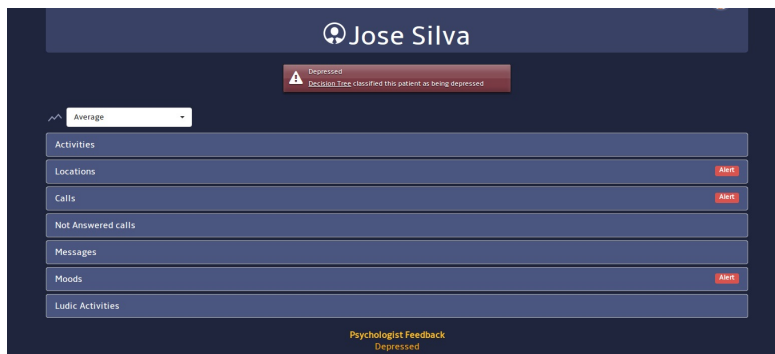 Jose Silva
Depressed
Decision Tree classified this patient as being depressed
Average
Activities
Locations Alert
Calls Alert
Not Answered calls
Messages
Moods Alert
Ludic Activities
Psychologist Feedback
Depressed